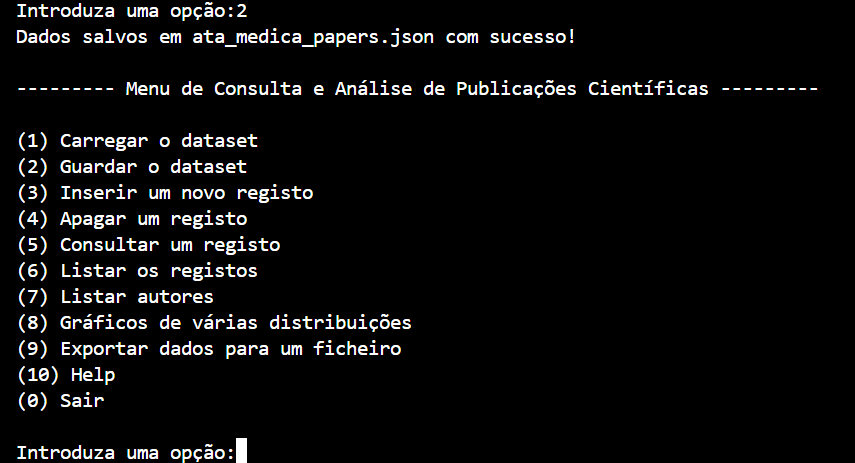 Introduza uma opção:2
Dados salvos em ata_medica_papers.json com sucesso!
--------- Menu de Consulta e Análise de Publicações Científicas ---------
(1) Carregar o dataset
(2) Guardar o dataset
(3) Inserir um novo registo
(4) Apagar um registo
(5) Consultar um registo
(6) Listar os registos
(7) Listar autores
(8) Gráficos de várias distribuições
(9) Exportar dados para um ficheiro
(10) Help
(0) Sair
Introduza uma opção: